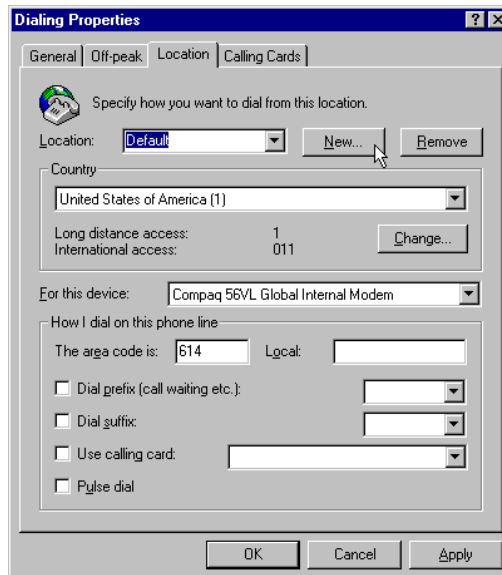 Dialing Properties
General Off-peak Location Calling Cards
Specify how you want to dial from this location.
Location: Default New... Remove
Country
United States of America (1)
Long distance access: 1
International access: 011
Change...
For this device: Compaq 56VL Global Internal Modem
How I dial on this phone line
The area code is: 614 Local:
Dial prefix (call waiting etc.):
Dial suffix:
Use calling card:
Pulse dial
OK Cancel Apply